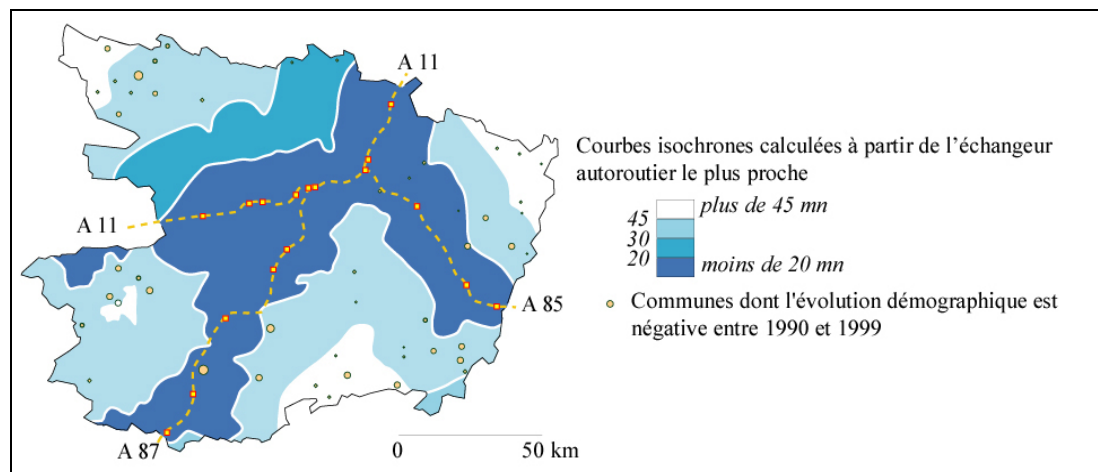 A 11
A 11
A 85
A 87
0 50 km
Courbes isochrones calculées à partir de l'échangeur
autoroutier le plus proche
plus de 45 mn
45
30
20
moins de 20 mn
Communes dont l'évolution démographique est
négative entre 1990 et 1999